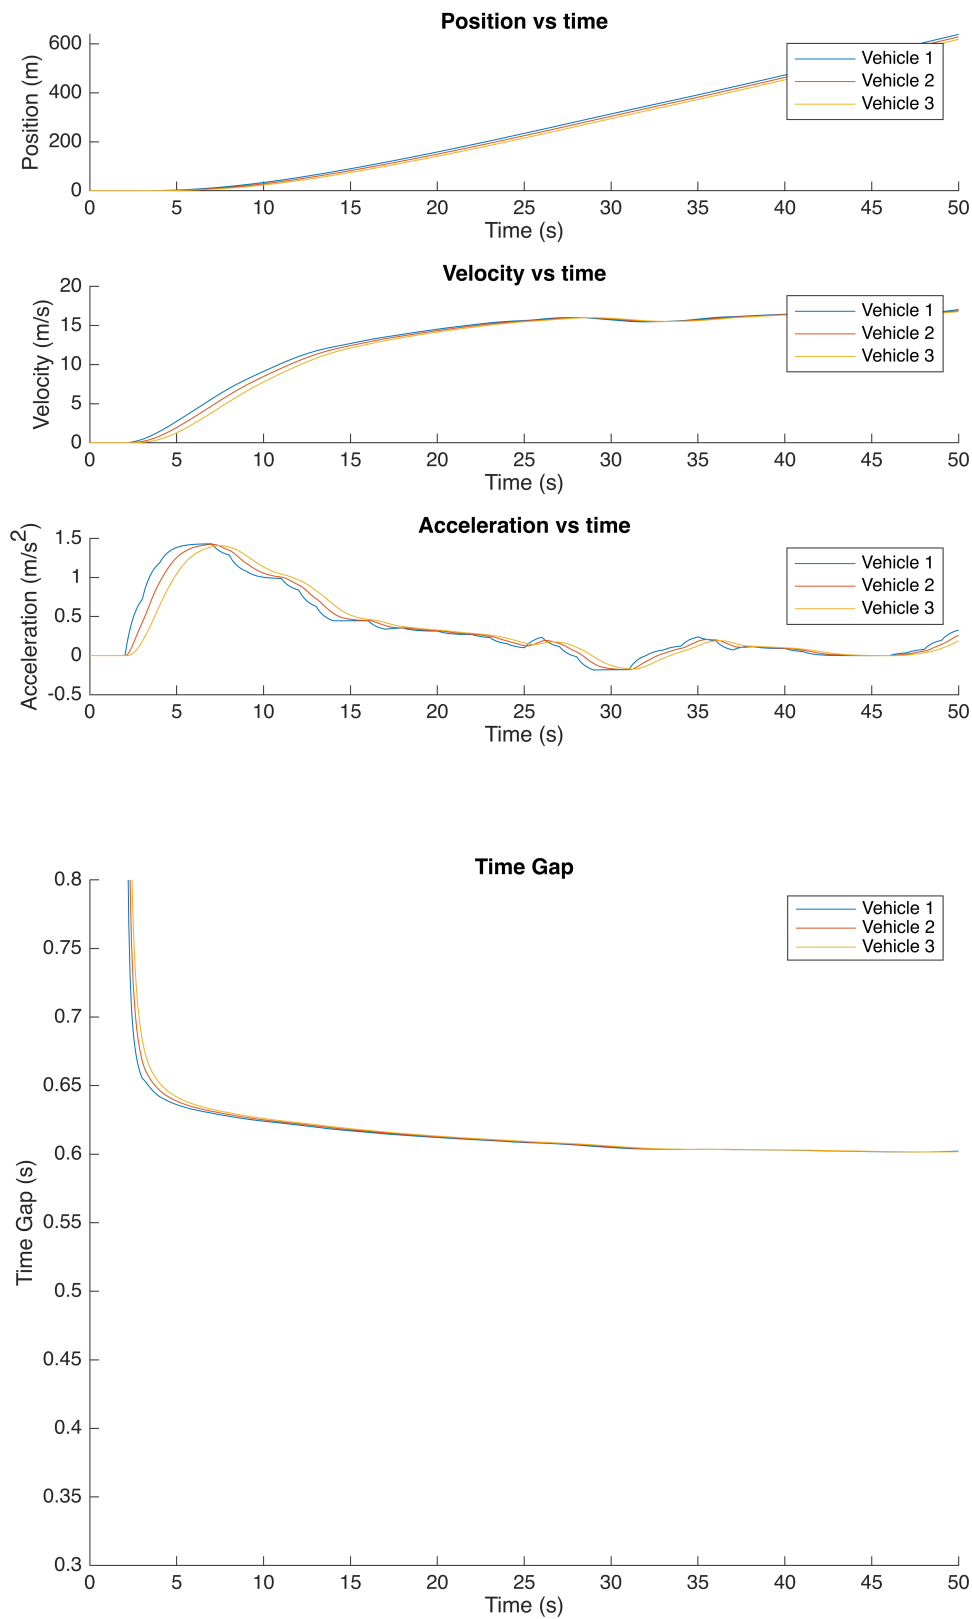 Position vs time
600
400
200
0
Position (m)
Vehicle 1
Vehicle 2
Vehicle 3
0 5 10 15 20 25 30 35 40 45 50
Time (s)
Velocity vs time
20
15
10
5
0
Velocity (m/s)
Vehicle 1
Vehicle 2
Vehicle 3
0 5 10 15 20 25 30 35 40 45 50
Time (s)
Acceleration vs time
1.5
1
0.5
0
-0.5
Acceleration (m/s²)
Vehicle 1
Vehicle 2
Vehicle 3
0 5 10 15 20 25 30 35 40 45 50
Time (s)
Time Gap
0.8
0.75
0.7
0.65
0.6
0.55
0.5
0.45
0.4
0.35
0.3
Time Gap (s)
Vehicle 1
Vehicle 2
Vehicle 3
0 5 10 15 20 25 30 35 40 45 50
Time (s)